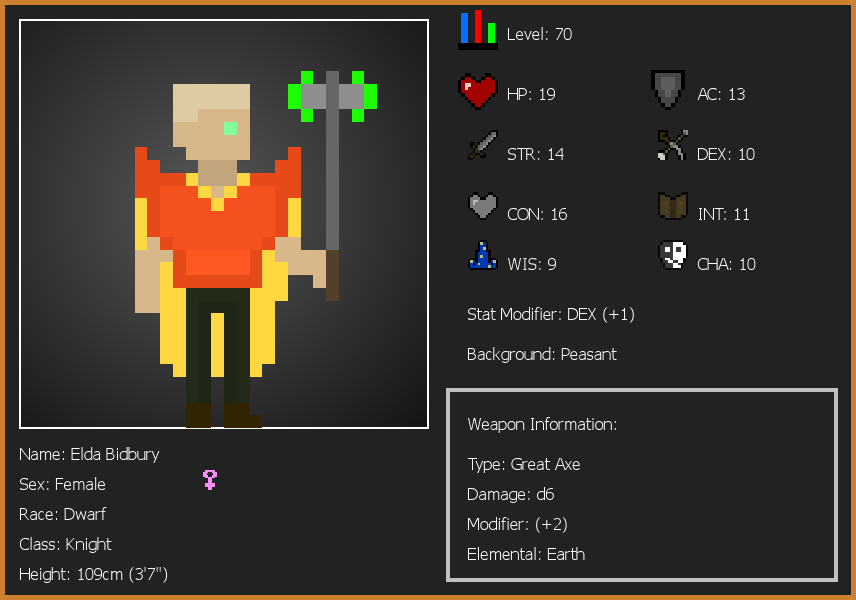 Level: 70
HP: 19
AC: 13
STR: 14
DEX: 10
CON: 16
INT: 11
WIS: 9
CHA: 10
Stat Modifier: DEX (+1)
Background: Peasant
Weapon Information:
Type: Great Axe
Damage: d6
Modifier: (+2)
Elemental: Earth
Name: Elda Bidbury
Sex: Female
Race: Dwarf
Class: Knight
Height: 109cm (3'7")